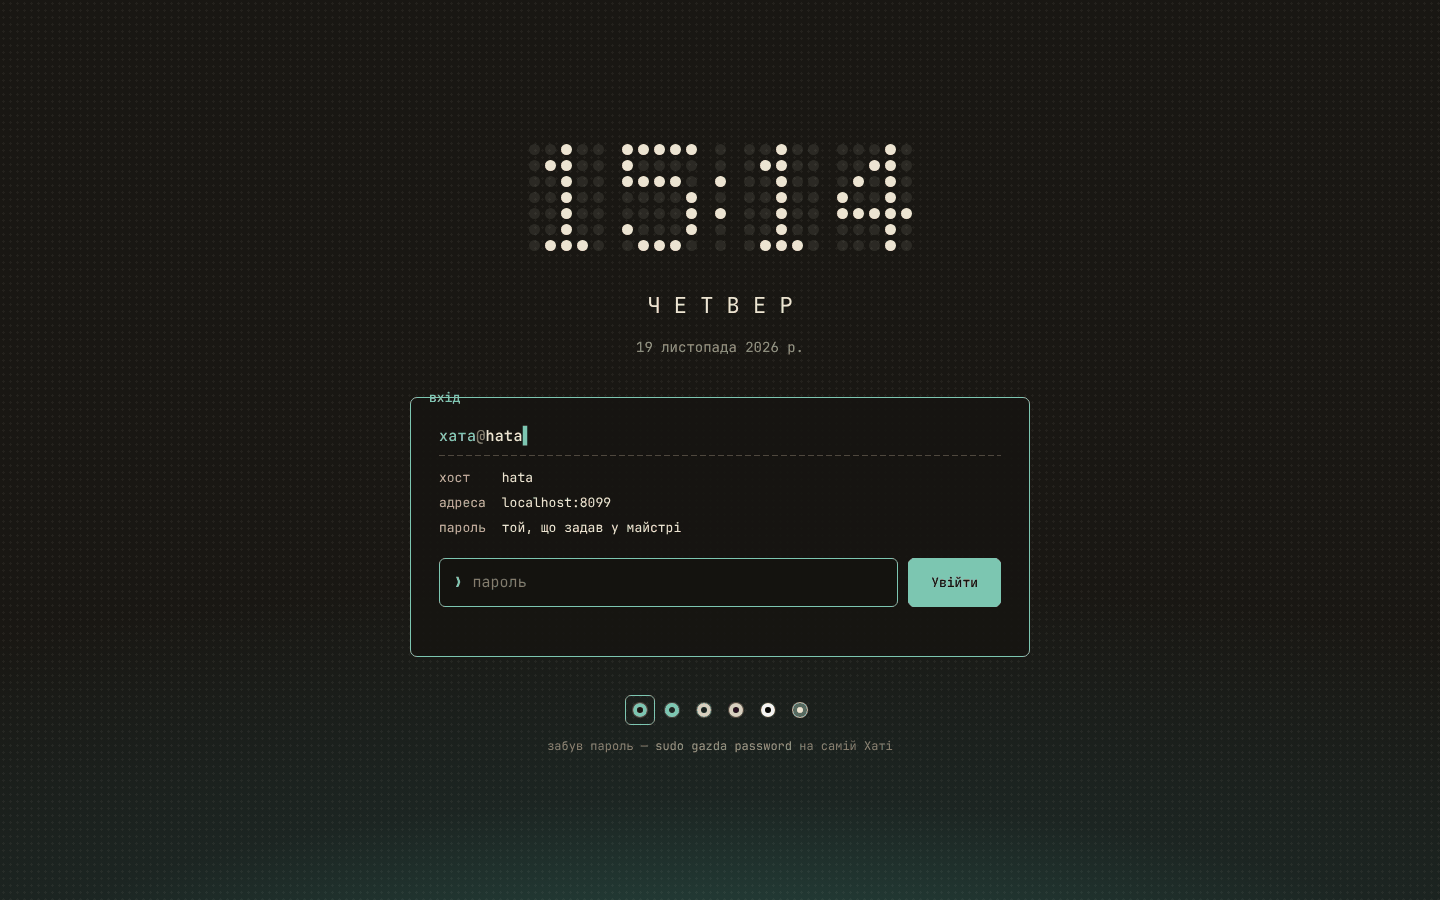 15:14
ЧЕТВЕР
19 листопада 2026 р.
вхід
хата@hata
хост hata
адреса localhost:8099
пароль той, що задав у майстрі
❯ пароль
Увійти
забув пароль — sudo gazda password на самій Хаті